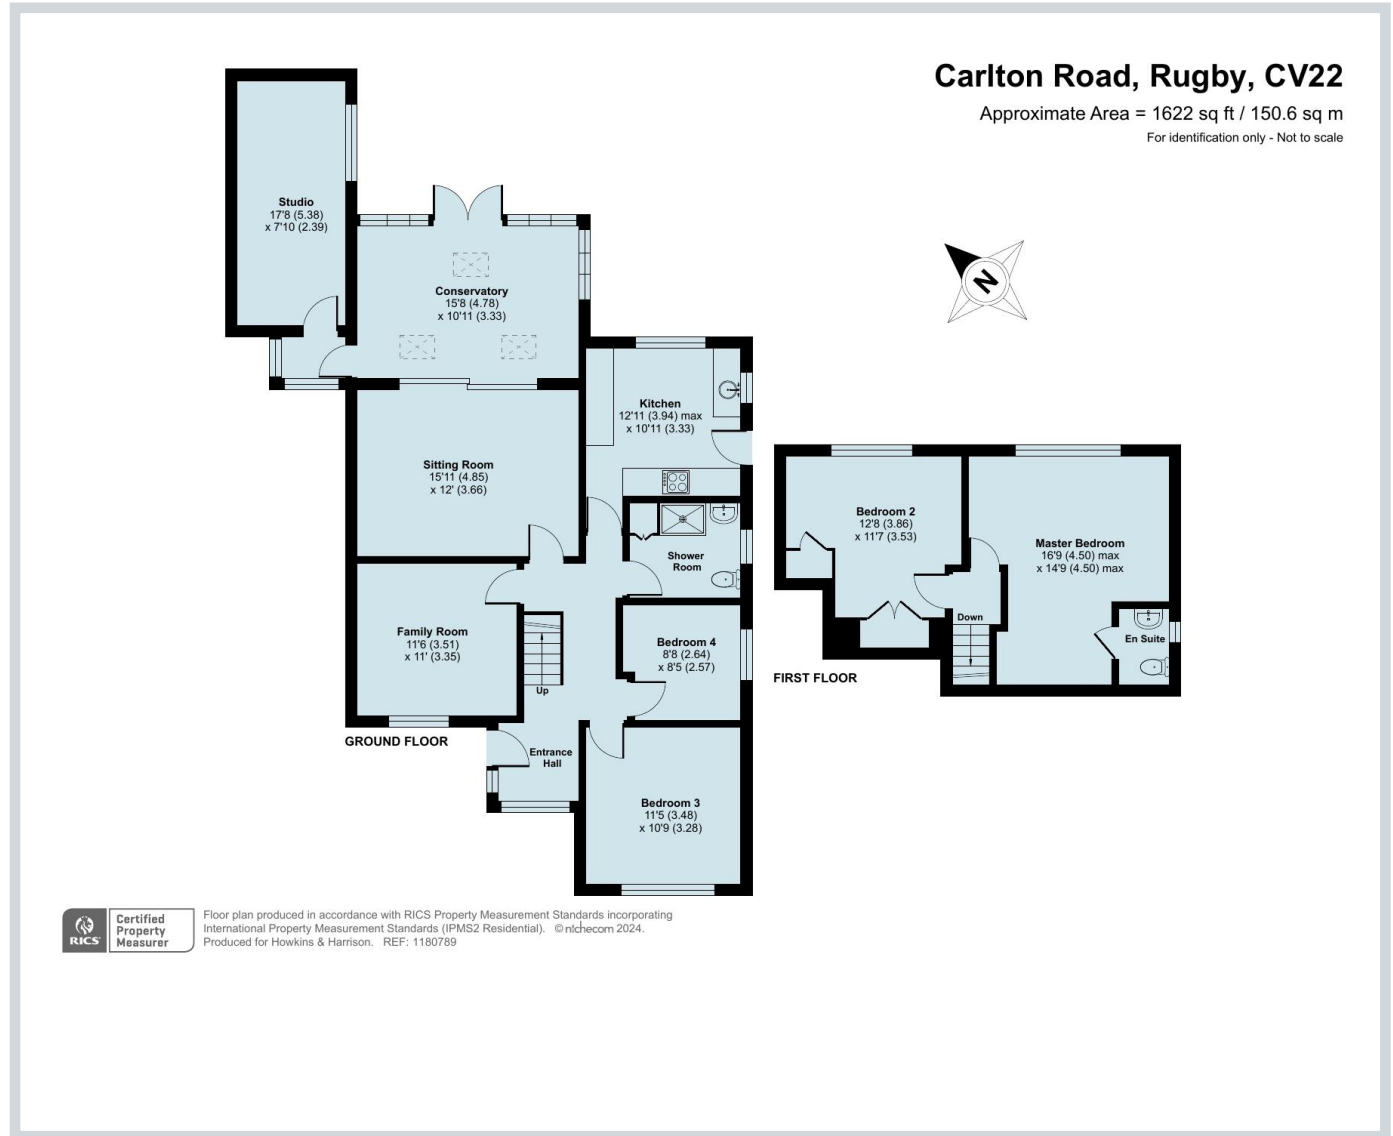 Carlton Road, Rugby, CV22
Approximate Area = 1622 sq ft / 150.6 sq m
For identification only - Not to scale
Studio
17'8 (5.38)
x 7'10 (2.39)
Conservatory
15'8 (4.78)
x 10'11 (3.33)
N
Kitchen
12'11 (3.94) max
x 10'11 (3.33)
Sitting Room
15'11 (4.85)
x 12' (3.66)
Shower
Room
Family Room
11'6 (3.51)
x 11' (3.35)
Up
Bedroom 4
8'8 (2.64)
x 8'5 (2.57)
Entrance
Hall
Bedroom 3
11'5 (3.48)
x 10'9 (3.28)
GROUND FLOOR
Bedroom 2
12'8 (3.86)
x 11'7 (3.53)
Master Bedroom
16'9 (4.50) max
x 14'9 (4.50) max
Down
En Suite
FIRST FLOOR
RICS
Certified
Property
Measurer
Floor plan produced in accordance with RICS Property Measurement Standards incorporating
International Property Measurement Standards (IPMS2 Residential). © nichecom 2024.
Produced for Howkins & Harrison. REF: 1180789